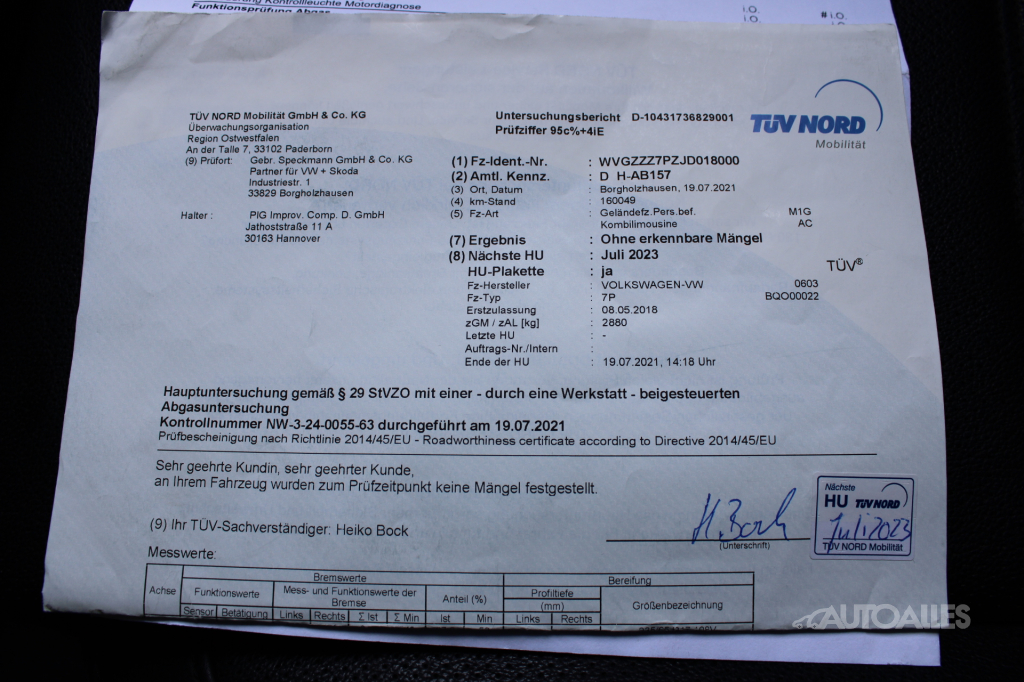 Kontrollleuchte Motordiagnose
Funktionsprüfung Abgas
i.O.
i.O.
# i.O.
TÜV NORD Mobilität GmbH & Co. KG
Überwachungsorganisation
Region Ostwestfalen
An der Talle 7, 33102 Paderborn
(9) Prüfort: Gebr. Speckmann GmbH & Co. KG
Partner für VW + Skoda
Industriestr. 1
33829 Borgholzhausen
Halter : PIG Improv. Comp. D. GmbH
Jathoststraße 11 A
30163 Hannover
Untersuchungsbericht D-10431736829001
Prüfziffer 95c%+4iE
TÜV NORD
Mobilität
(1) Fz-Ident.-Nr. : WVGZZZ7PZJD018000
(2) Amtl. Kennz. : D H-AB157
(3) Ort, Datum : Borgholzhausen, 19.07.2021
(4) km-Stand : 160049
(5) Fz-Art : Geländefz.Pers.bef. M1G
Kombilimousine AC
(7) Ergebnis : Ohne erkennbare Mängel
(8) Nächste HU : Juli 2023
HU-Plakette : ja
TÜV®
Fz-Hersteller : VOLKSWAGEN-VW 0603
Fz-Typ : 7P BQO00022
Erstzulassung : 08.05.2018
zGM / zAL [kg] : 2880
Letzte HU : -
Auftrags-Nr./Intern :
Ende der HU : 19.07.2021, 14:18 Uhr
Hauptuntersuchung gemäß § 29 StVZO mit einer - durch eine Werkstatt - beigesteuerten
Abgasuntersuchung
Kontrollnummer NW-3-24-0055-63 durchgeführt am 19.07.2021
Prüfbescheinigung nach Richtlinie 2014/45/EU - Roadworthiness certificate according to Directive 2014/45/EU
Sehr geehrte Kundin, sehr geehrter Kunde,
an Ihrem Fahrzeug wurden zum Prüfzeitpunkt keine Mängel festgestellt.
(9) Ihr TÜV-Sachverständiger: Heiko Bock
H. Bock
(Unterschrift)
Nächste
HU TÜV NORD
Juli 2023
TÜV NORD Mobilität
Messwerte:
Achse
Bremswerte
Bereifung
Funktionswerte
Mess- und Funktionswerte der
Bremse
Anteil (%)
Profiltiefe
(mm)
Größenbezeichnung
Sensor Betätigung Links Rechts Σ Ist Σ Min Ist Min Links Rechts
AUTOALLES